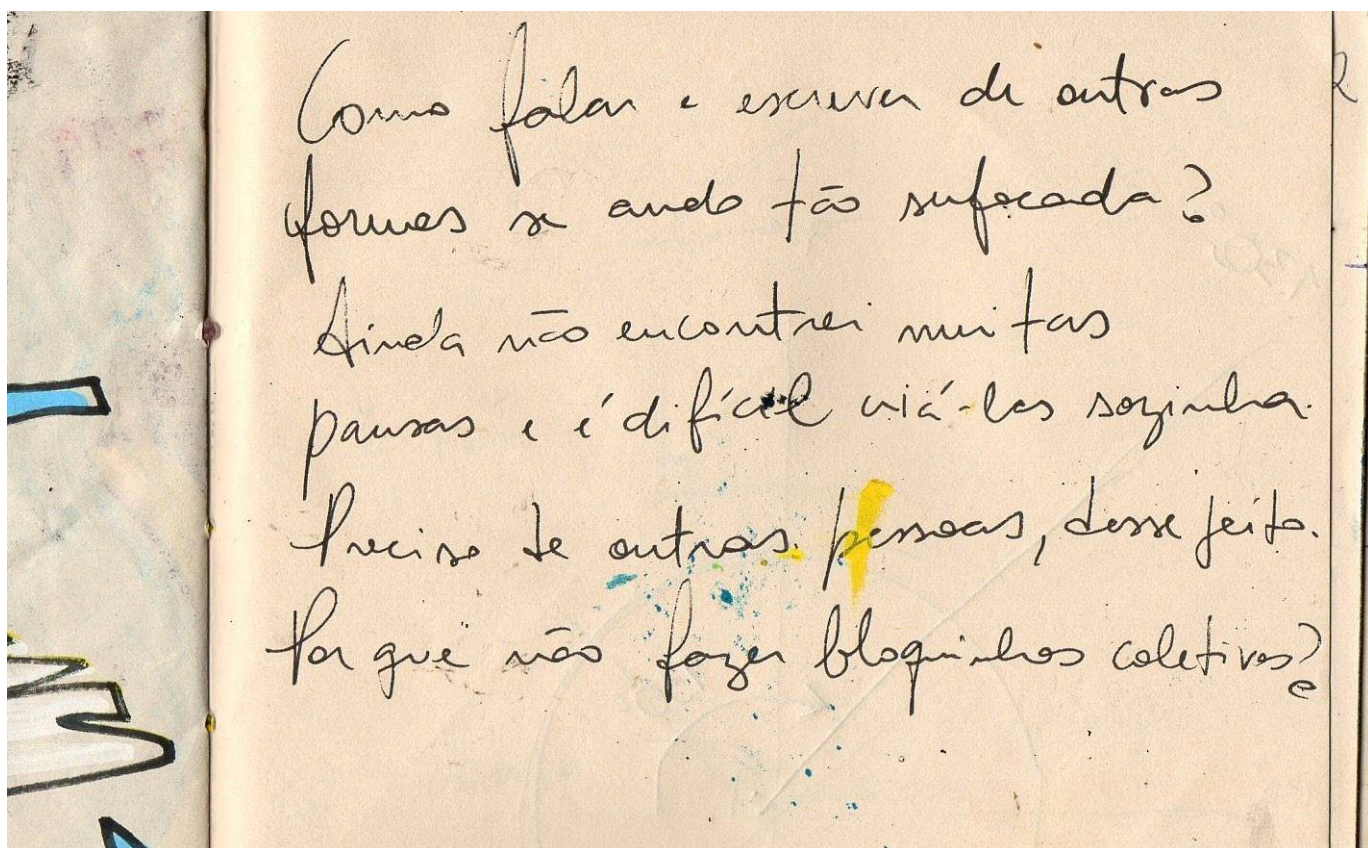 Como falar e escrever de outras
formas se ando tão sufocada?
Ainda não encontrei muitas
pausas e é difícil criá-las sozinha.
Preciso de outras pessoas, desse jeito.
Por que não fazer bloquinhos coletivos?